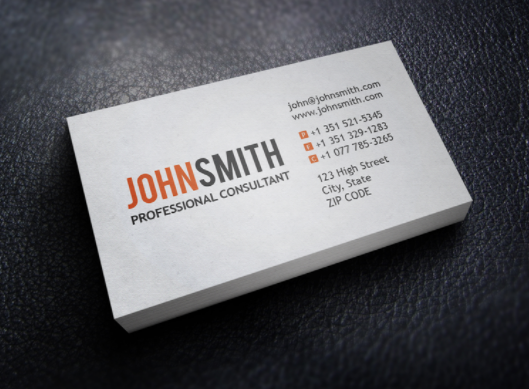 JOHNSMITH
PROFESSIONAL CONSULTANT
john@johnsmith.com
www.johnsmith.com
+1 351 521-5345
+1 351 329-1283
+1 077 785-3265
123 High Street
City, State
ZIP CODE